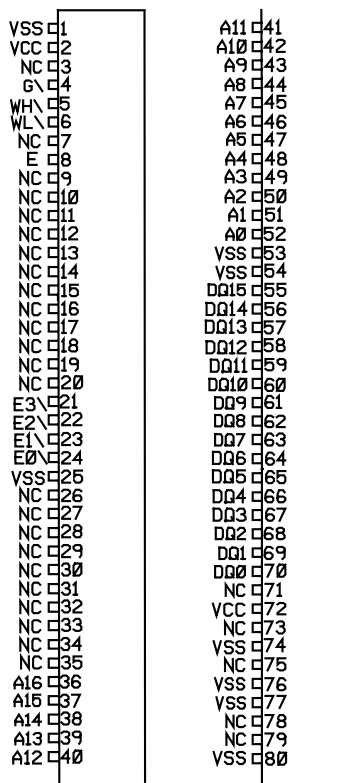 VSS 1
VCC 2
NC 3
G\ 4
WH\ 5
WL\ 6
NC 7
E 8
NC 9
NC 10
NC 11
NC 12
NC 13
NC 14
NC 15
NC 16
NC 17
NC 18
NC 19
NC 20
E3\ 21
E2\ 22
E1\ 23
E0\ 24
VSS 25
NC 26
NC 27
NC 28
NC 29
NC 30
NC 31
NC 32
NC 33
NC 34
NC 35
A16 36
A15 37
A14 38
A13 39
A12 40
A11 41
A10 42
A9 43
A8 44
A7 45
A6 46
A5 47
A4 48
A3 49
A2 50
A1 51
A0 52
VSS 53
VSS 54
DQ15 55
DQ14 56
DQ13 57
DQ12 58
DQ11 59
DQ10 60
DQ9 61
DQ8 62
DQ7 63
DQ6 64
DQ5 65
DQ4 66
DQ3 67
DQ2 68
DQ1 69
DQ0 70
NC 71
VCC 72
NC 73
VSS 74
NC 75
VSS 76
VSS 77
NC 78
NC 79
VSS 80